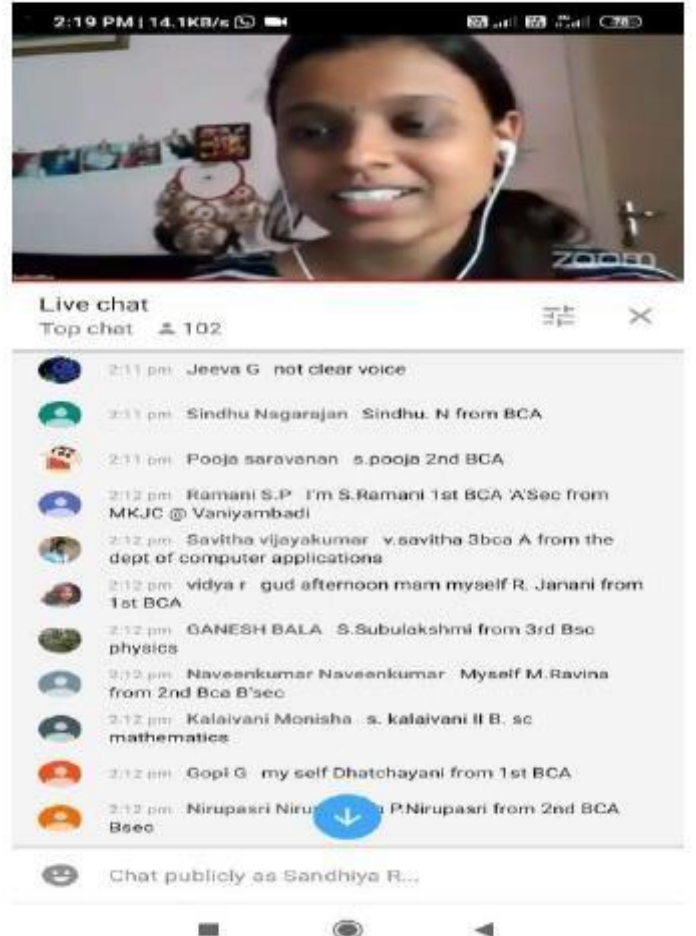 2:19 PM | 14.1KB/s
78
zoom
Live chat
Top chat 102
2:11 pm Jeeva G not clear voice
2:11 pm Sindhu Nagarajan Sindhu. N from BCA
2:11 pm Pooja saravanan s.pooja 2nd BCA
2:12 pm Ramani S.P I'm S.Ramani 1st BCA 'A'Sec from
MKJC @ Vaniyambadi
2:12 pm Savitha vijayakumar v.savitha 3bca A from the
dept of computer applications
2:12 pm vidya r gud afternoon mam myself R. Janani from
1st BCA
2:12 pm GANESH BALA S.Subulakshmi from 3rd Bsc
physics
2:12 pm Naveenkumar Naveenkumar Myself M.Ravina
from 2nd Bca B'sec
2:12 pm Kalaivani Monisha s. kalaivani II B. sc
mathematics
2:12 pm Gopi G my self Dhatchayani from 1st BCA
2:12 pm Nirupasri P.Nirupasri from 2nd BCA
Bsec
Chat publicly as Sandhiya R...